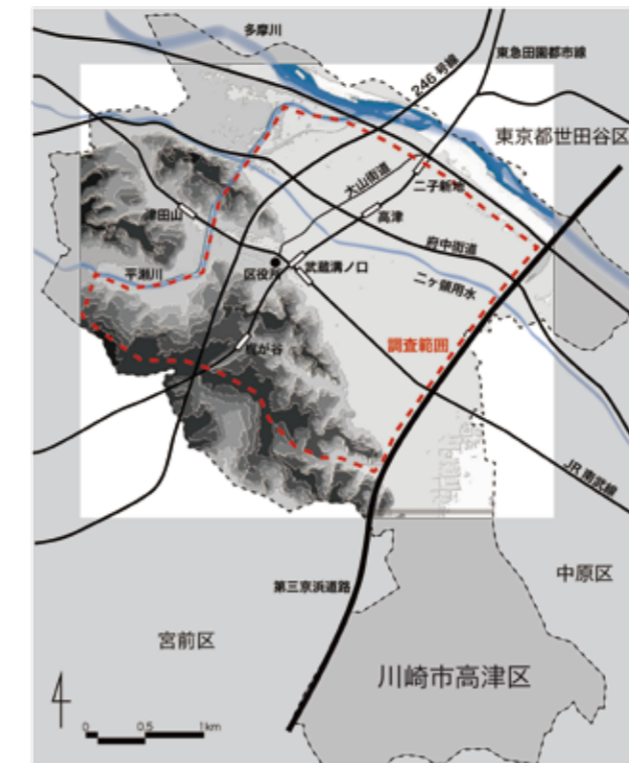 多摩川
246号線
東急田園都市線
東京都世田谷区
大山街道
二子新地
津田山
高津
府中街道
区役所
武蔵溝ノ口
平瀬川
二ヶ領用水
梶が谷
調査範囲
JR南武線
第三京浜道路
中原区
宮前区
川崎市高津区
0 0.5 1km